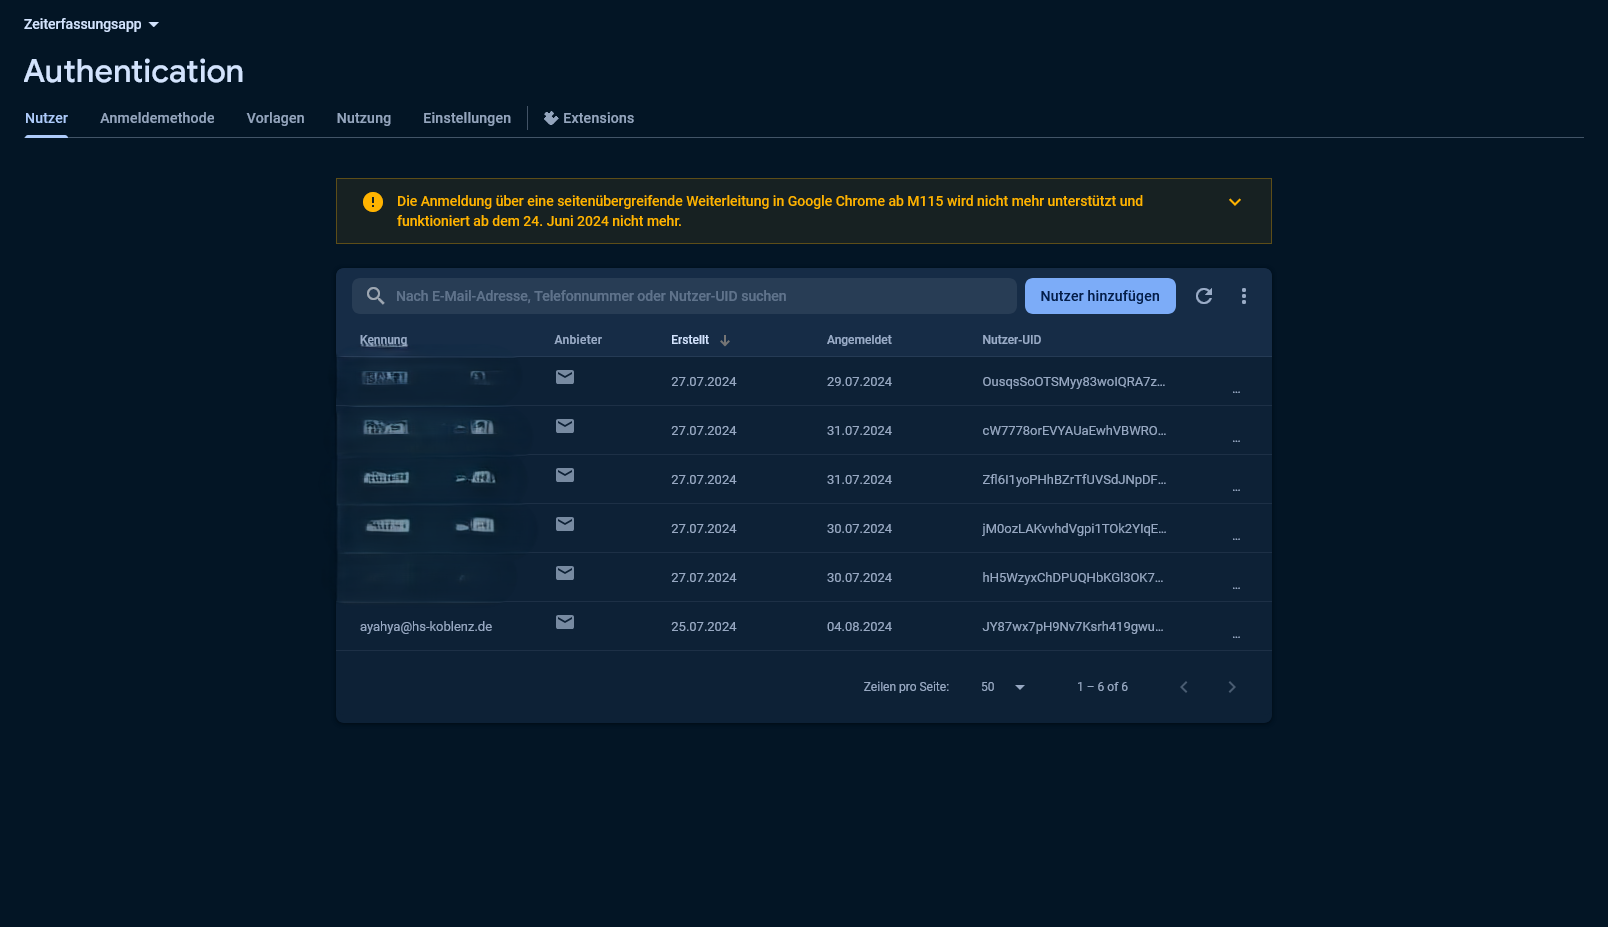 Zeiterfassungsapp
Authentication
Nutzer Anmeldemethode Vorlagen Nutzung Einstellungen Extensions
Die Anmeldung über eine seitenübergreifende Weiterleitung in Google Chrome ab M115 wird nicht mehr unterstützt und
funktioniert ab dem 24. Juni 2024 nicht mehr.
Nach E-Mail-Adresse, Telefonnummer oder Nutzer-UID suchen Nutzer hinzufügen
Kennung Anbieter Erstellt Angemeldet Nutzer-UID
27.07.2024 29.07.2024 OusqsSoOTSMyy83woIQRA7z...
27.07.2024 31.07.2024 cW7778orEVYAUaEwhVBWRO...
27.07.2024 31.07.2024 Zfl6I1yoPHhBZrTfUVSdJNpDF...
27.07.2024 30.07.2024 jM0ozLAKvvhdVgpi1TOk2YIqE...
27.07.2024 30.07.2024 hH5WzyxChDPUQHbKGl3OK7...
ayahya@hs-koblenz.de 25.07.2024 04.08.2024 JY87wx7pH9Nv7Ksrh419gwu...
Zeilen pro Seite: 50 1 – 6 of 6